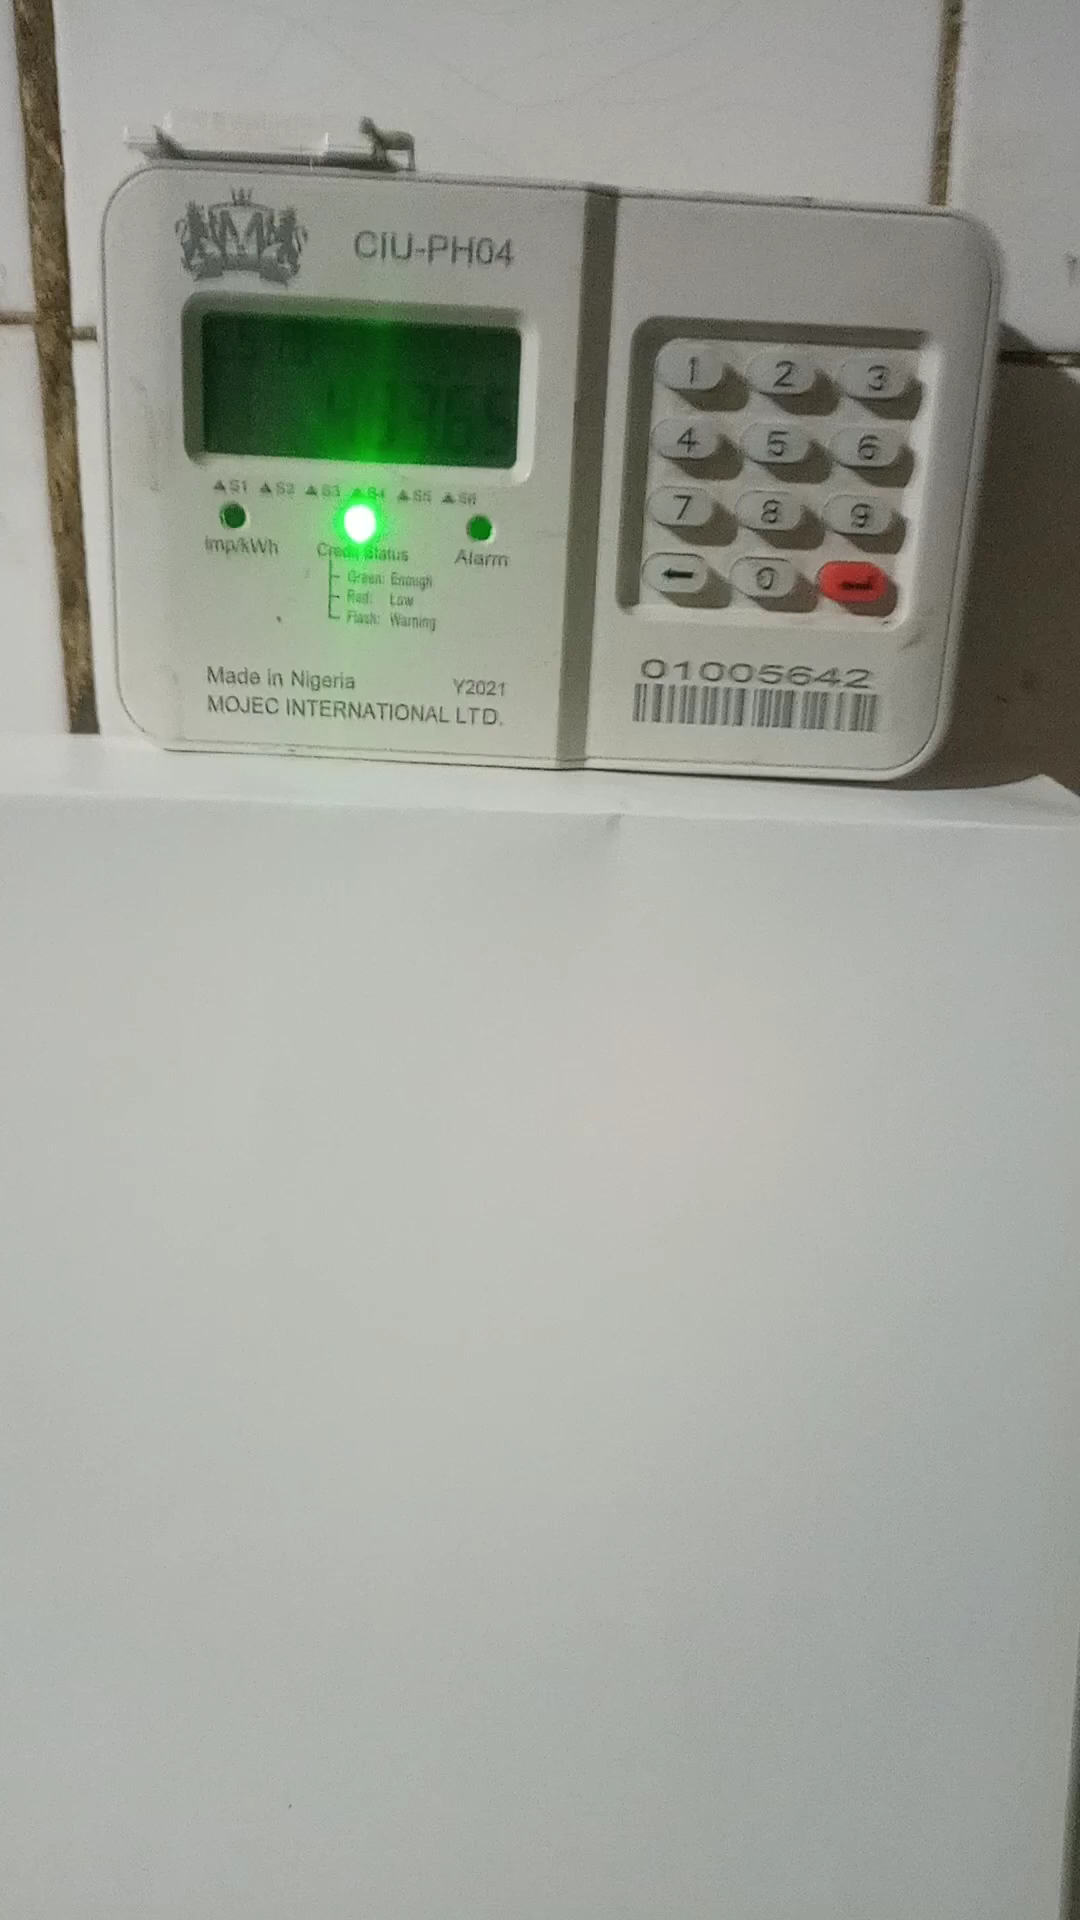 M
CIU-PH04
▲S1 ▲S2 ▲S3 ▲S4 ▲S5 ▲S6
imp/kWh Credit Status Alarm
Green: Enough
Red: Low
Flash: Warning
Made in Nigeria Y2021
MOJEC INTERNATIONAL LTD.
1 2 3
4 5 6
7 8 9
← 0 ↵
01005642